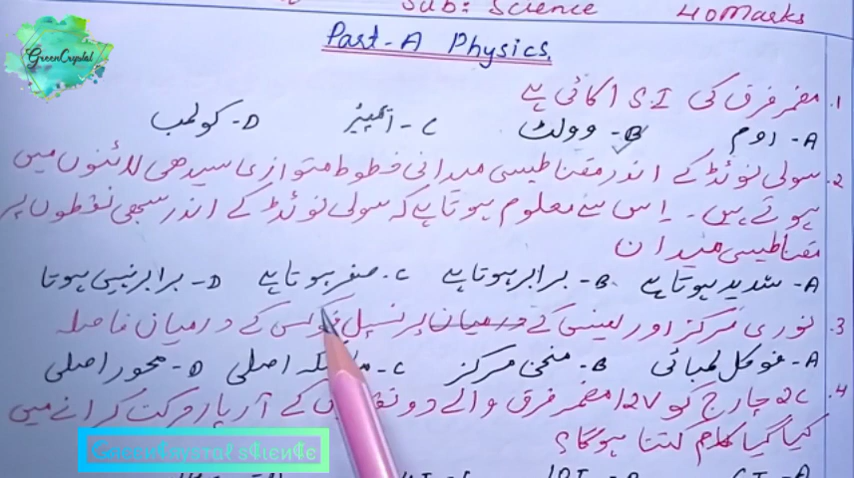 Sub: Science 40 Marks
GreenCrystal
Part-A Physics
1. مضمر فرق کی S.I اکائی ہے
A- اوم B- وولٹ C- ایمپیئر D- کولمب
2. سولی نوئڈ کے اندر مقناطیسی میدانی خطوط متوازی سیدھی لائنوں میں
ہوتے ہیں۔ اِس سے معلوم ہوتا ہے کہ سولی نوئڈ کے اندر سبھی نقطوں پر
مقناطیسی میدان
A- شدید ہوتا ہے B- برابر ہوتا ہے C- صفر ہوتا ہے D- برابر نہیں ہوتا
3. نوری مرکز اور لینس کے درمیان پرنسپل فوکس کے درمیان فاصلہ
A- فوکل لمبائی B- منحنی مرکز C- اصلی D- محور اصلی
4. 2C چارج کو 12V مضمر فرق والے دو کے آر پار حرکت کرانے میں
کیا گیا کام کتنا ہوگا؟
GreenCrystal Science